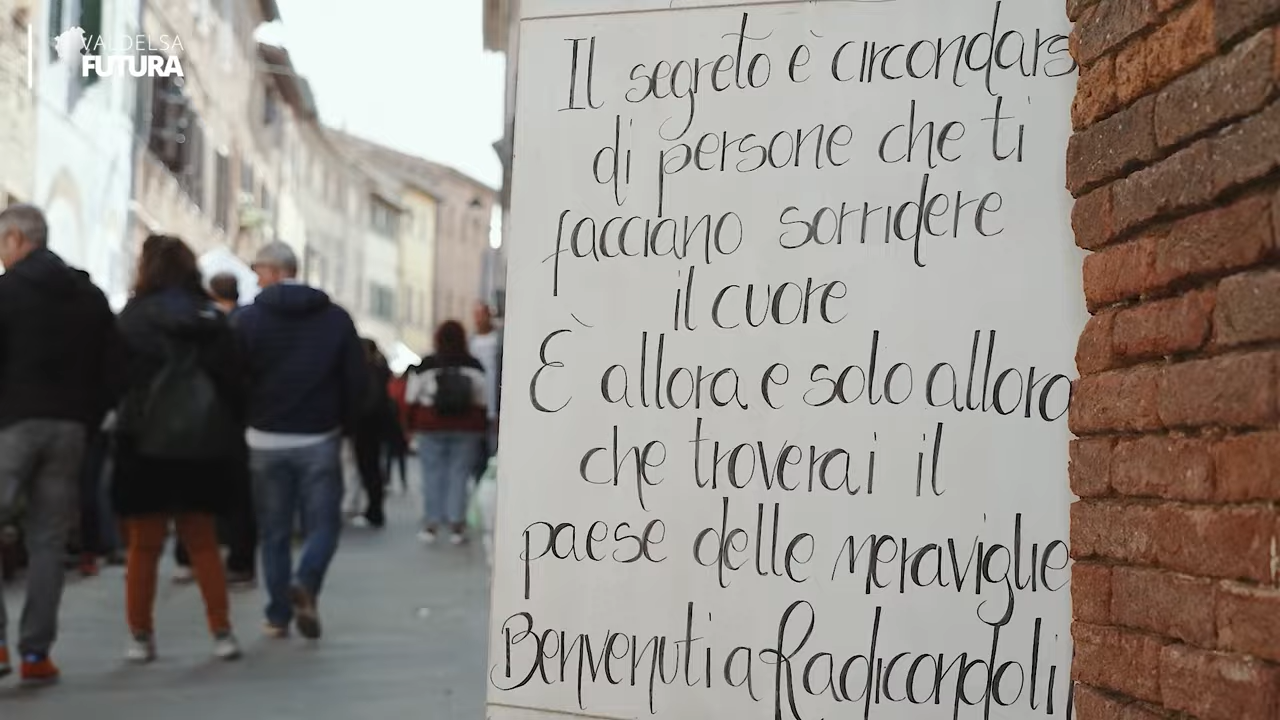 VALDELSA
FUTURA
Il segreto è circondars
di persone che ti
facciano sorridere
il cuore
È allora e solo allora
che troverai il
paese delle meraviglie
Benvenuti a Radicondoli